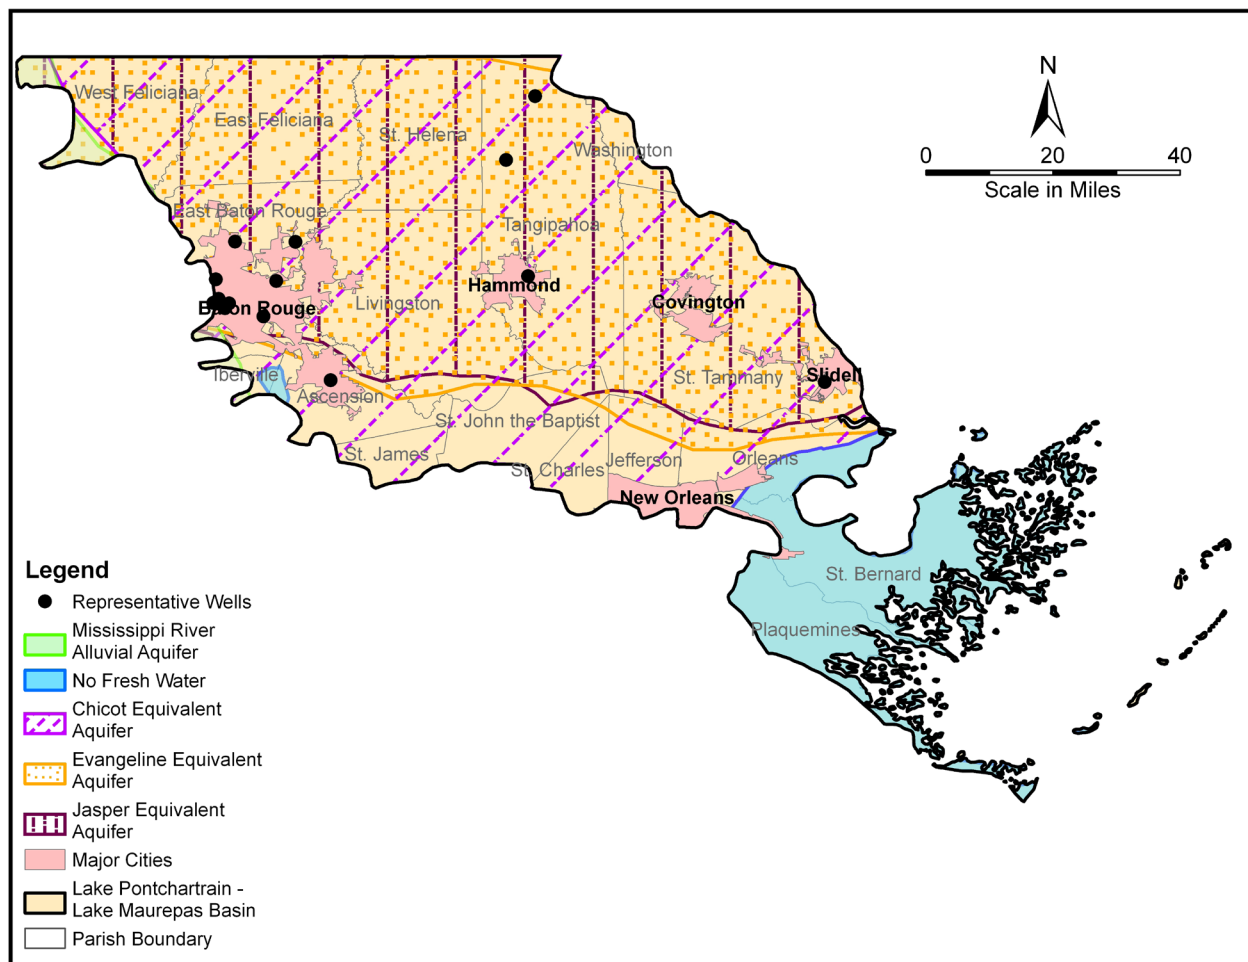 N
0 20 40
Scale in Miles
West Feliciana
East Feliciana
St. Helena
Washington
East Baton Rouge
Tangipahoa
Hammond
Covington
Livingston
Baton Rouge
Iberville
Ascension
St. Tammany
Slidell
St. John the Baptist
St. James
St. Charles
Jefferson
Orleans
New Orleans
St. Bernard
Plaquemines
Legend
Representative Wells
Mississippi River
Alluvial Aquifer
No Fresh Water
Chicot Equivalent
Aquifer
Evangeline Equivalent
Aquifer
Jasper Equivalent
Aquifer
Major Cities
Lake Pontchartrain -
Lake Maurepas Basin
Parish Boundary